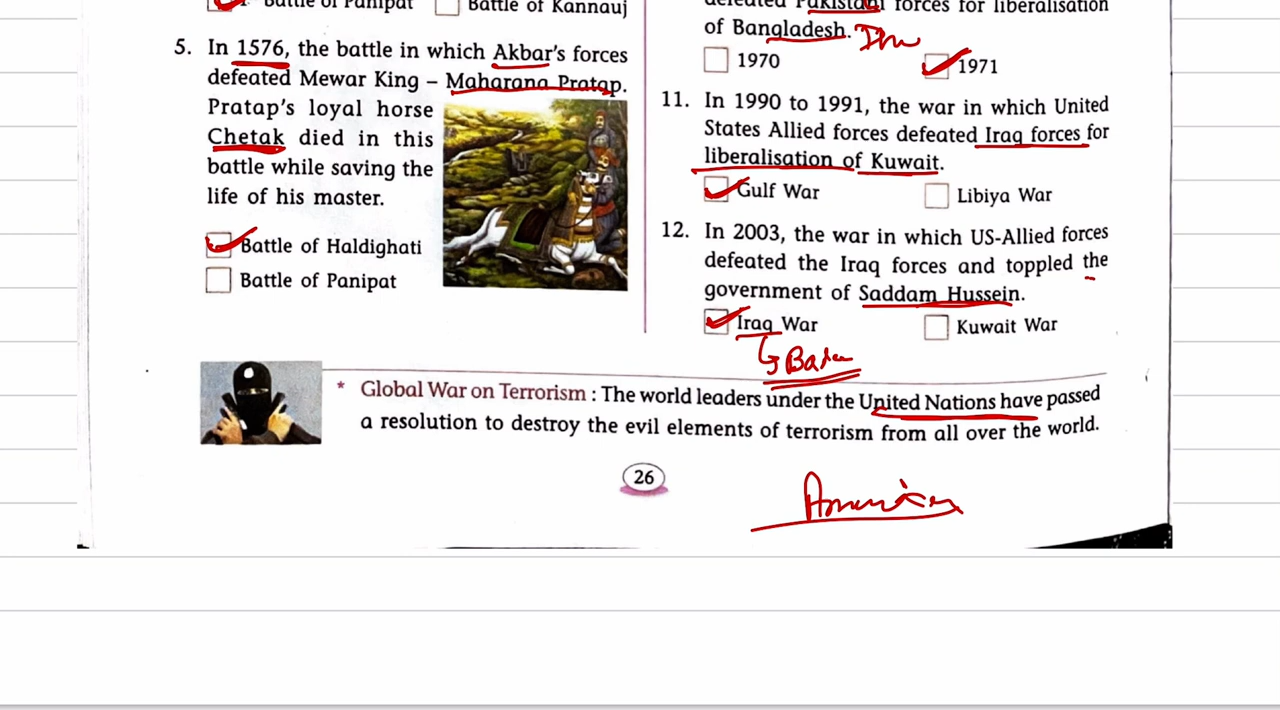 Battle of Panipat
Battle of Kannauj
5. In 1576, the battle in which Akbar's forces
defeated Mewar King – Maharana Pratap.
Pratap's loyal horse
Chetak died in this
battle while saving the
life of his master.
Battle of Haldighati
Battle of Panipat
defeated Pakistani forces for liberalisation
of Bangladesh.
1970
1971
11. In 1990 to 1991, the war in which United
States Allied forces defeated Iraq forces for
liberalisation of Kuwait.
Gulf War
Libiya War
12. In 2003, the war in which US-Allied forces
defeated the Iraq forces and toppled the
government of Saddam Hussein.
Iraq War
Kuwait War
* Global War on Terrorism : The world leaders under the United Nations have passed
a resolution to destroy the evil elements of terrorism from all over the world.
26